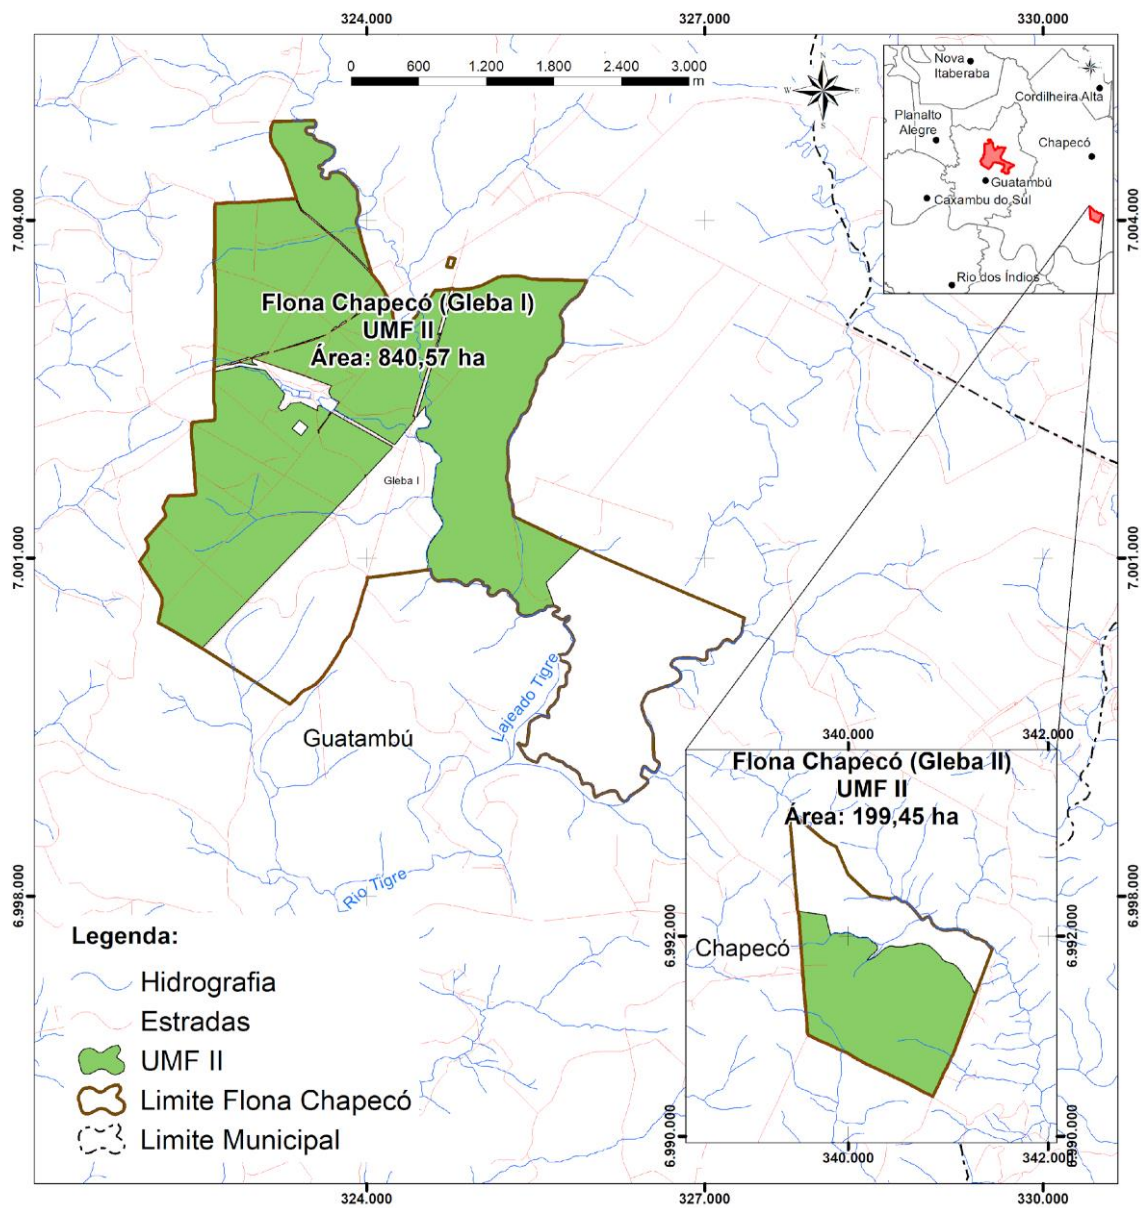 324.000
327.000
330.000
0
600
1.200
1.800
2.400
3.000
m
N
W
E
S
Nova
Itaberaba
Cordilheira Alta
Planalto
Alegre
Chapecó
Guatambú
Caxambu do Sul
Rio dos Índios
7.004.000
7.004.000
Flona Chapecó (Gleba I)
UMF II
Área: 840,57 ha
Gleba I
7.001.000
7.001.000
Lajeado Tigre
Guatambú
Rio Tigre
6.998.000
6.998.000
340.000
342.000
Flona Chapecó (Gleba II)
UMF II
Área: 199,45 ha
Chapecó
6.992.000
6.992.000
6.990.000
6.990.000
340.000
342.000
Legenda:
Hidrografia
Estradas
UMF II
Limite Flona Chapecó
Limite Municipal
324.000
327.000
330.000